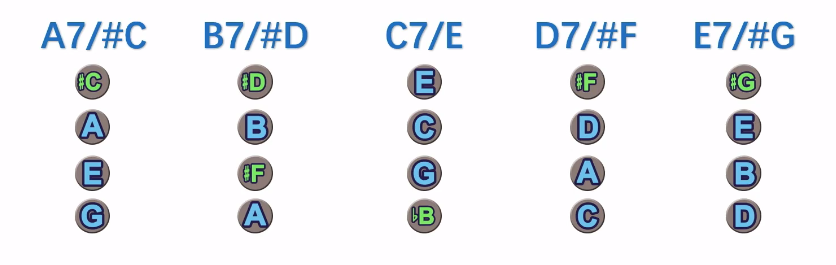 A7/#C B7/#D C7/E D7/#F E7/#G
♯C ♯D E ♯F ♯G
A B C D E
E ♯F G A B
G A ♭B C D